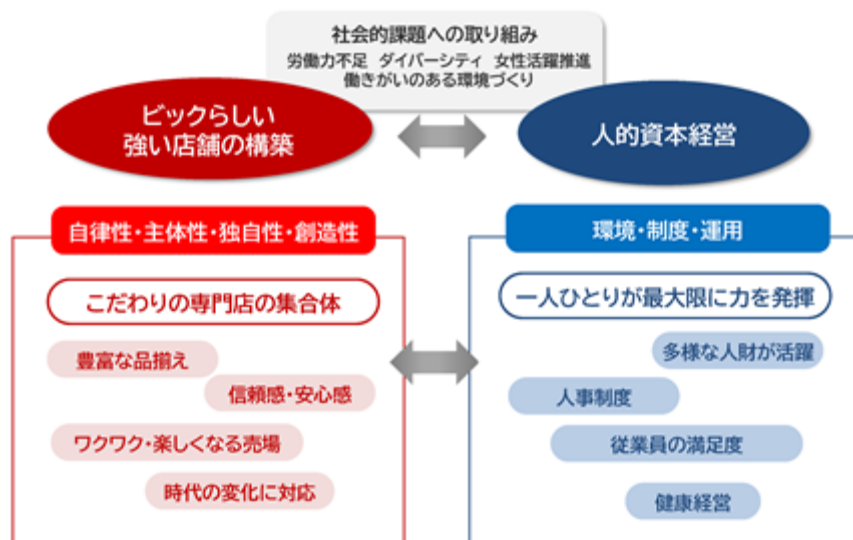 社会的課題への取り組み
労働力不足 ダイバーシティ 女性活躍推進
働きがいのある環境づくり
ビックらしい
強い店舗の構築
人的資本経営
自律性・主体性・独自性・創造性
こだわりの専門店の集合体
豊富な品揃え
信頼感・安心感
ワクワク・楽しくなる売場
時代の変化に対応
環境・制度・運用
一人ひとりが最大限に力を発揮
多様な人財が活躍
人事制度
従業員の満足度
健康経営